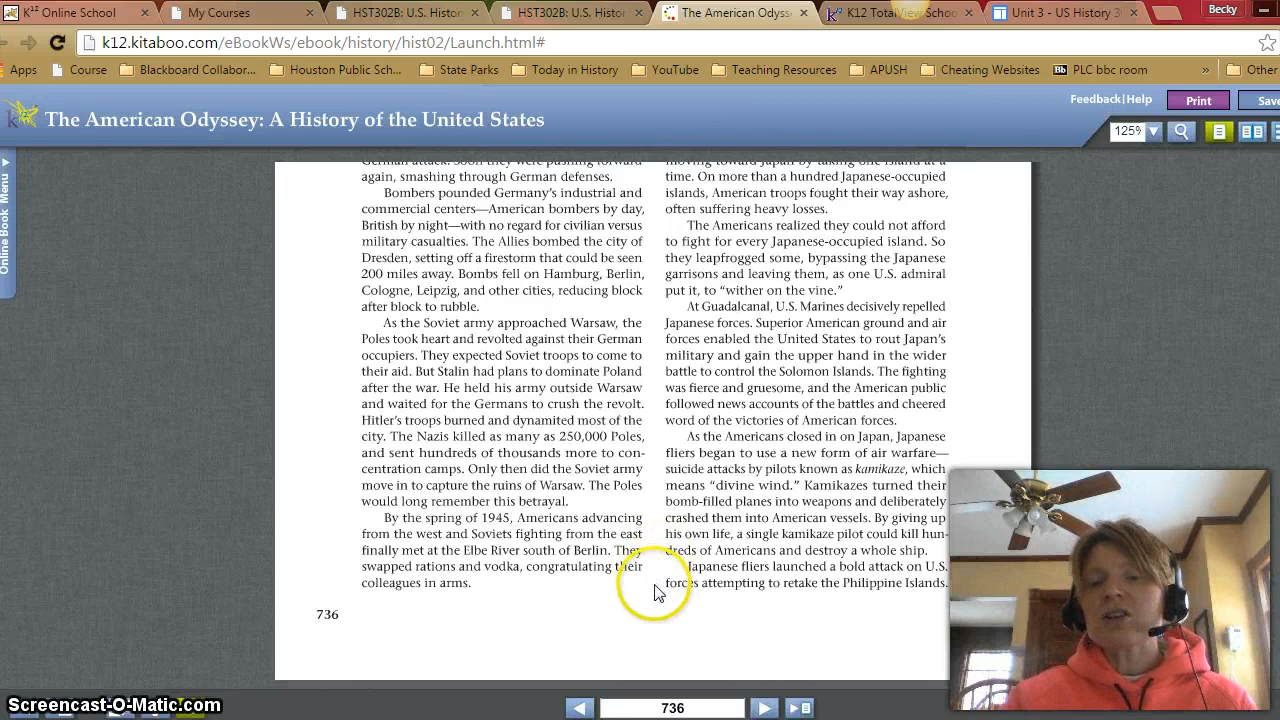 K¹² Online School
My Courses
HST302B: U.S. Histor
HST302B: U.S. Histor
The American Odyss
K12 TotalView School
Unit 3 - US History 3
Becky
k12.kitaboo.com/eBookWs/ebook/history/hist02/Launch.html#
Apps
Course
Blackboard Collabor...
Houston Public Sch...
State Parks
Today in History
YouTube
Teaching Resources
APUSH
Cheating Websites
Bb
PLC bbc room
»
Other
Feedback|Help
Print
Save
The American Odyssey: A History of the United States
125%
Online Book Menu
German attack. Soon they were pushing forward
again, smashing through German defenses.
Bombers pounded Germany's industrial and
commercial centers—American bombers by day,
British by night—with no regard for civilian versus
military casualties. The Allies bombed the city of
Dresden, setting off a firestorm that could be seen
200 miles away. Bombs fell on Hamburg, Berlin,
Cologne, Leipzig, and other cities, reducing block
after block to rubble.
As the Soviet army approached Warsaw, the
Poles took heart and revolted against their German
occupiers. They expected Soviet troops to come to
their aid. But Stalin had plans to dominate Poland
after the war. He held his army outside Warsaw
and waited for the Germans to crush the revolt.
Hitler's troops burned and dynamited most of the
city. The Nazis killed as many as 250,000 Poles,
and sent hundreds of thousands more to con-
centration camps. Only then did the Soviet army
move in to capture the ruins of Warsaw. The Poles
would long remember this betrayal.
By the spring of 1945, Americans advancing
from the west and Soviets fighting from the east
finally met at the Elbe River south of Berlin. They
swapped rations and vodka, congratulating their
colleagues in arms.
736
moving toward Japan by taking one island at a
time. On more than a hundred Japanese-occupied
islands, American troops fought their way ashore,
often suffering heavy losses.
The Americans realized they could not afford
to fight for every Japanese-occupied island. So
they leapfrogged some, bypassing the Japanese
garrisons and leaving them, as one U.S. admiral
put it, to “wither on the vine.”
At Guadalcanal, U.S. Marines decisively repelled
Japanese forces. Superior American ground and air
forces enabled the United States to rout Japan's
military and gain the upper hand in the wider
battle to control the Solomon Islands. The fighting
was fierce and gruesome, and the American public
followed news accounts of the battles and cheered
word of the victories of American forces.
As the Americans closed in on Japan, Japanese
fliers began to use a new form of air warfare—
suicide attacks by pilots known as kamikaze, which
means “divine wind.” Kamikazes turned their
bomb-filled planes into weapons and deliberately
crashed them into American vessels. By giving up
his own life, a single kamikaze pilot could kill hun-
dreds of Americans and destroy a whole ship.
Japanese fliers launched a bold attack on U.S.
forces attempting to retake the Philippine Islands.
736
Screencast-O-Matic.com